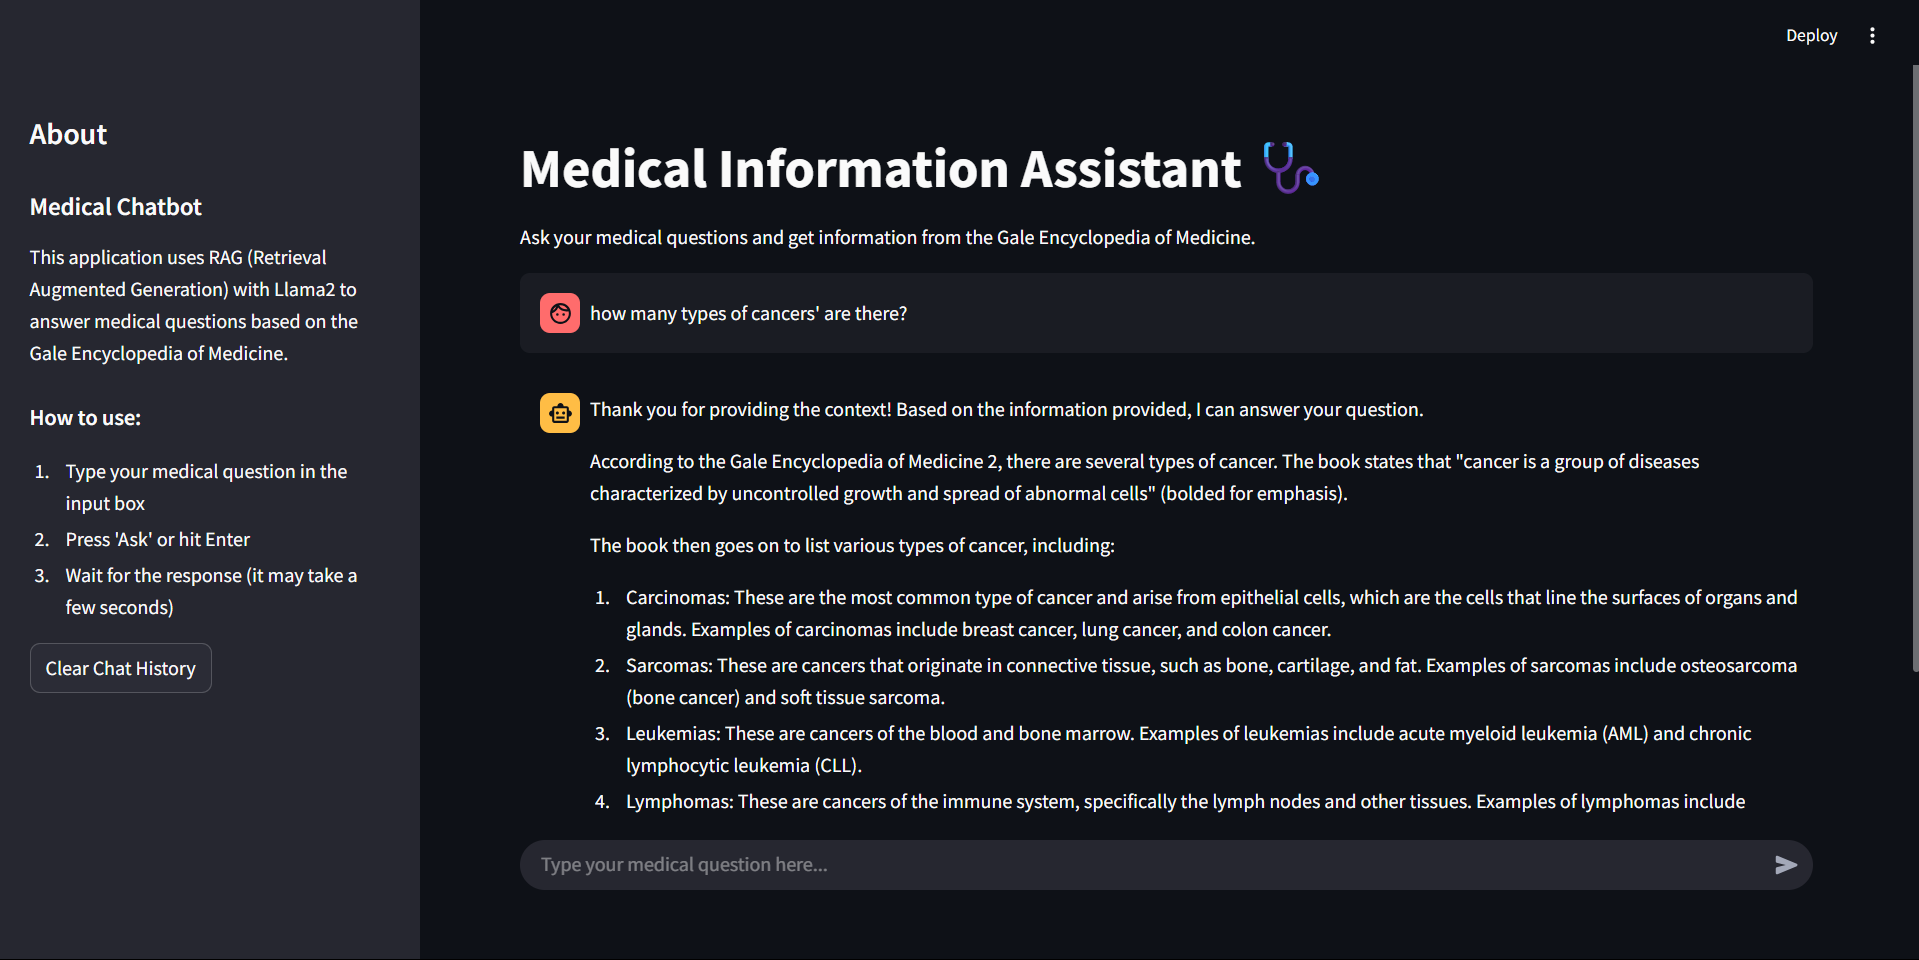 Deploy
About
Medical Chatbot
This application uses RAG (Retrieval
Augmented Generation) with Llama2 to
answer medical questions based on the
Gale Encyclopedia of Medicine.
How to use:
1. Type your medical question in the
input box
2. Press 'Ask' or hit Enter
3. Wait for the response (it may take a
few seconds)
Clear Chat History
Medical Information Assistant
Ask your medical questions and get information from the Gale Encyclopedia of Medicine.
how many types of cancers' are there?
Thank you for providing the context! Based on the information provided, I can answer your question.
According to the Gale Encyclopedia of Medicine 2, there are several types of cancer. The book states that "cancer is a group of diseases
characterized by uncontrolled growth and spread of abnormal cells" (bolded for emphasis).
The book then goes on to list various types of cancer, including:
1. Carcinomas: These are the most common type of cancer and arise from epithelial cells, which are the cells that line the surfaces of organs and
glands. Examples of carcinomas include breast cancer, lung cancer, and colon cancer.
2. Sarcomas: These are cancers that originate in connective tissue, such as bone, cartilage, and fat. Examples of sarcomas include osteosarcoma
(bone cancer) and soft tissue sarcoma.
3. Leukemias: These are cancers of the blood and bone marrow. Examples of leukemias include acute myeloid leukemia (AML) and chronic
lymphocytic leukemia (CLL).
4. Lymphomas: These are cancers of the immune system, specifically the lymph nodes and other tissues. Examples of lymphomas include
Type your medical question here...